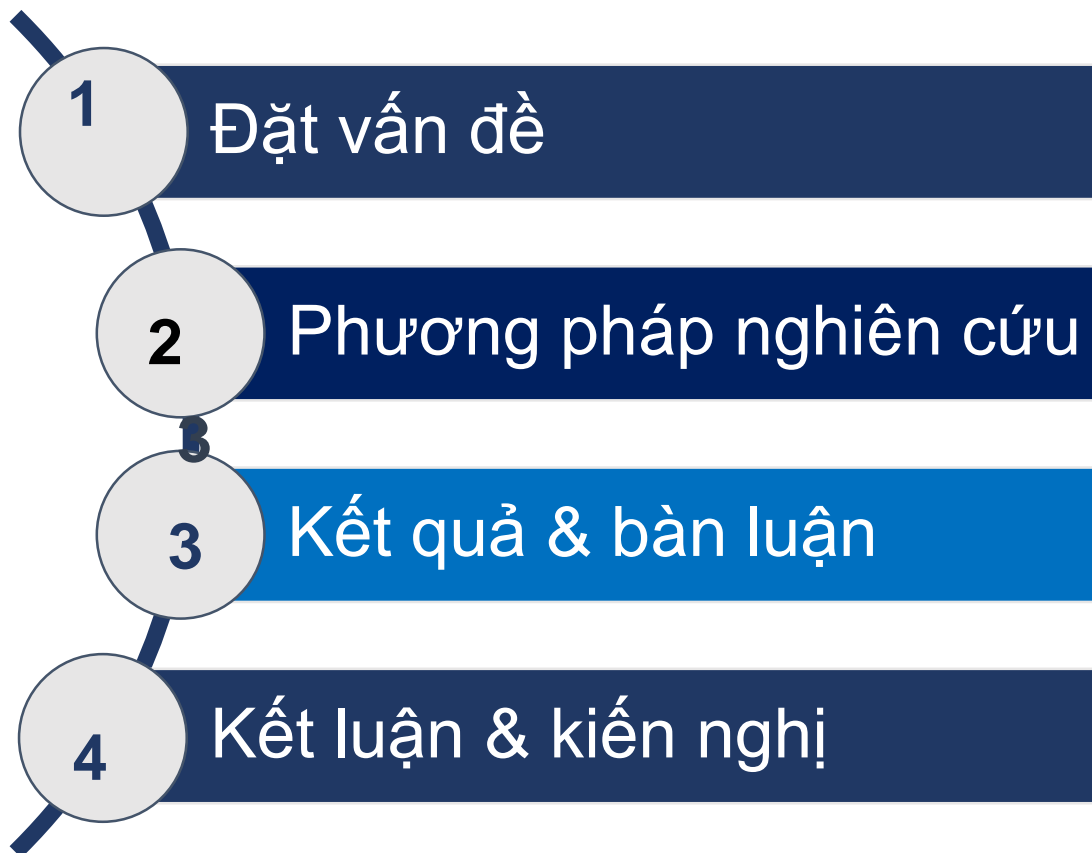 1
Đặt vấn đề
2
Phương pháp nghiên cứu
3
3
Kết quả & bàn luận
4
Kết luận & kiến nghị